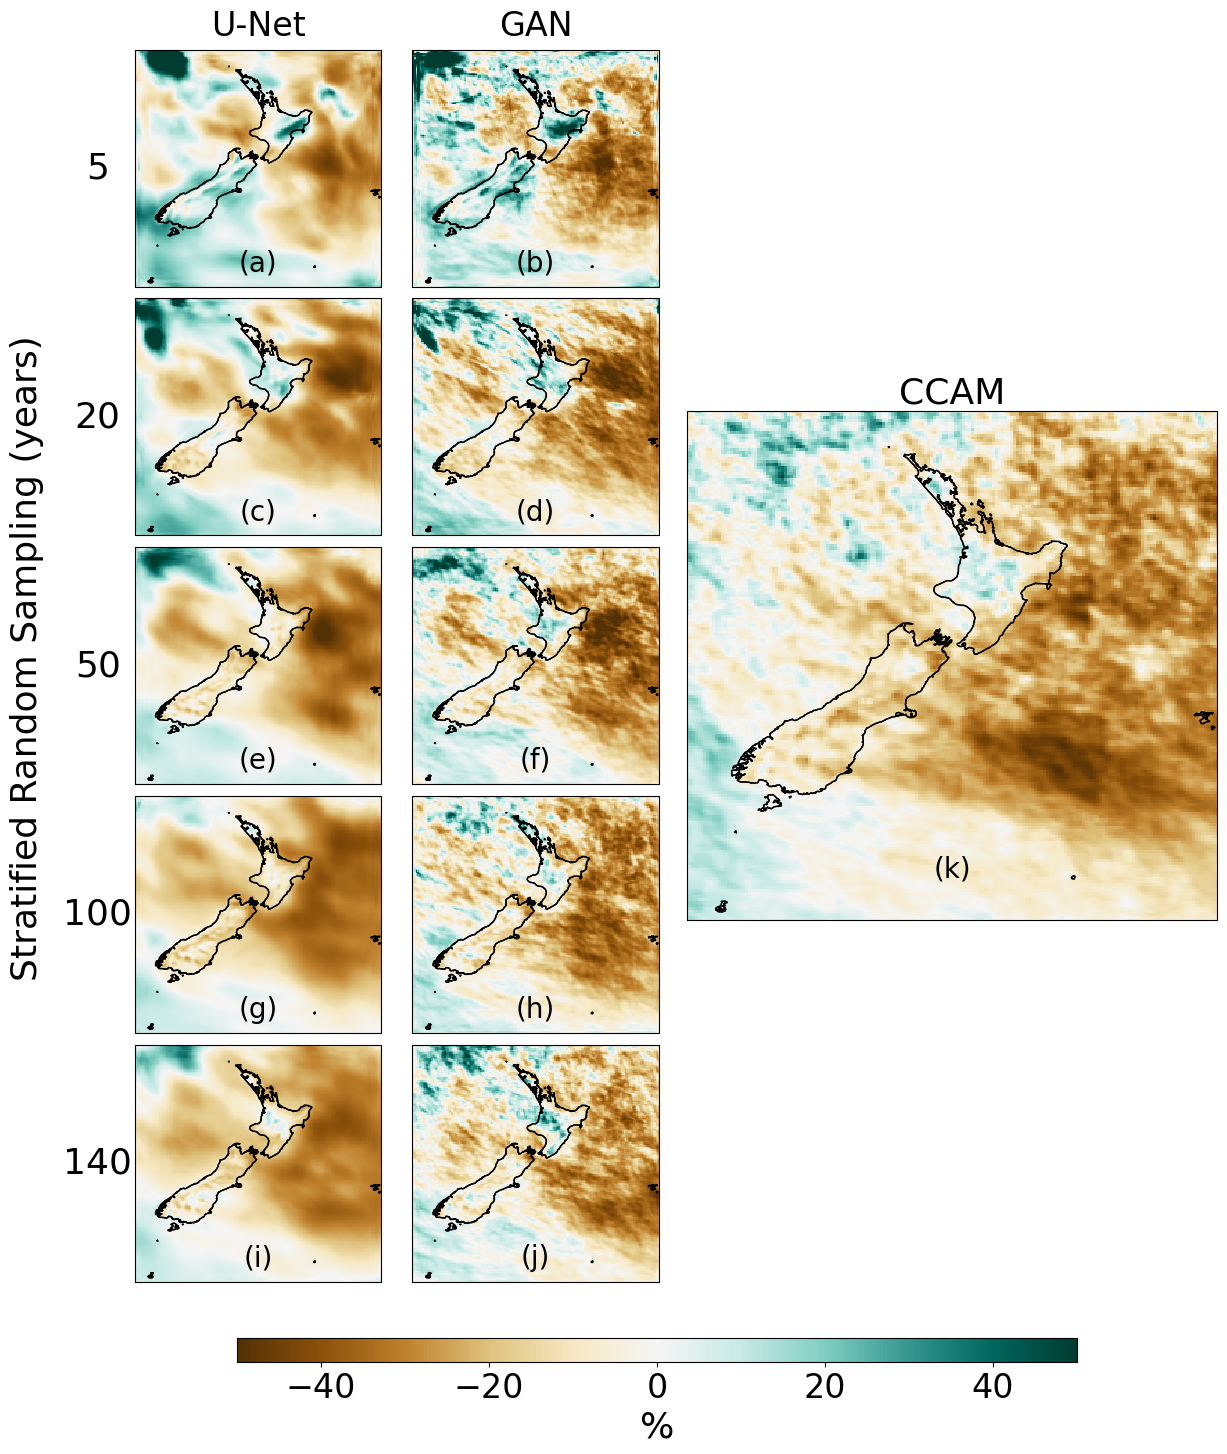 U-Net
GAN
Stratified Random Sampling (years)
5
(a)
(b)
20
(c)
(d)
CCAM
50
(e)
(f)
(k)
100
(g)
(h)
140
(i)
(j)
−40
−20
0
20
40
%